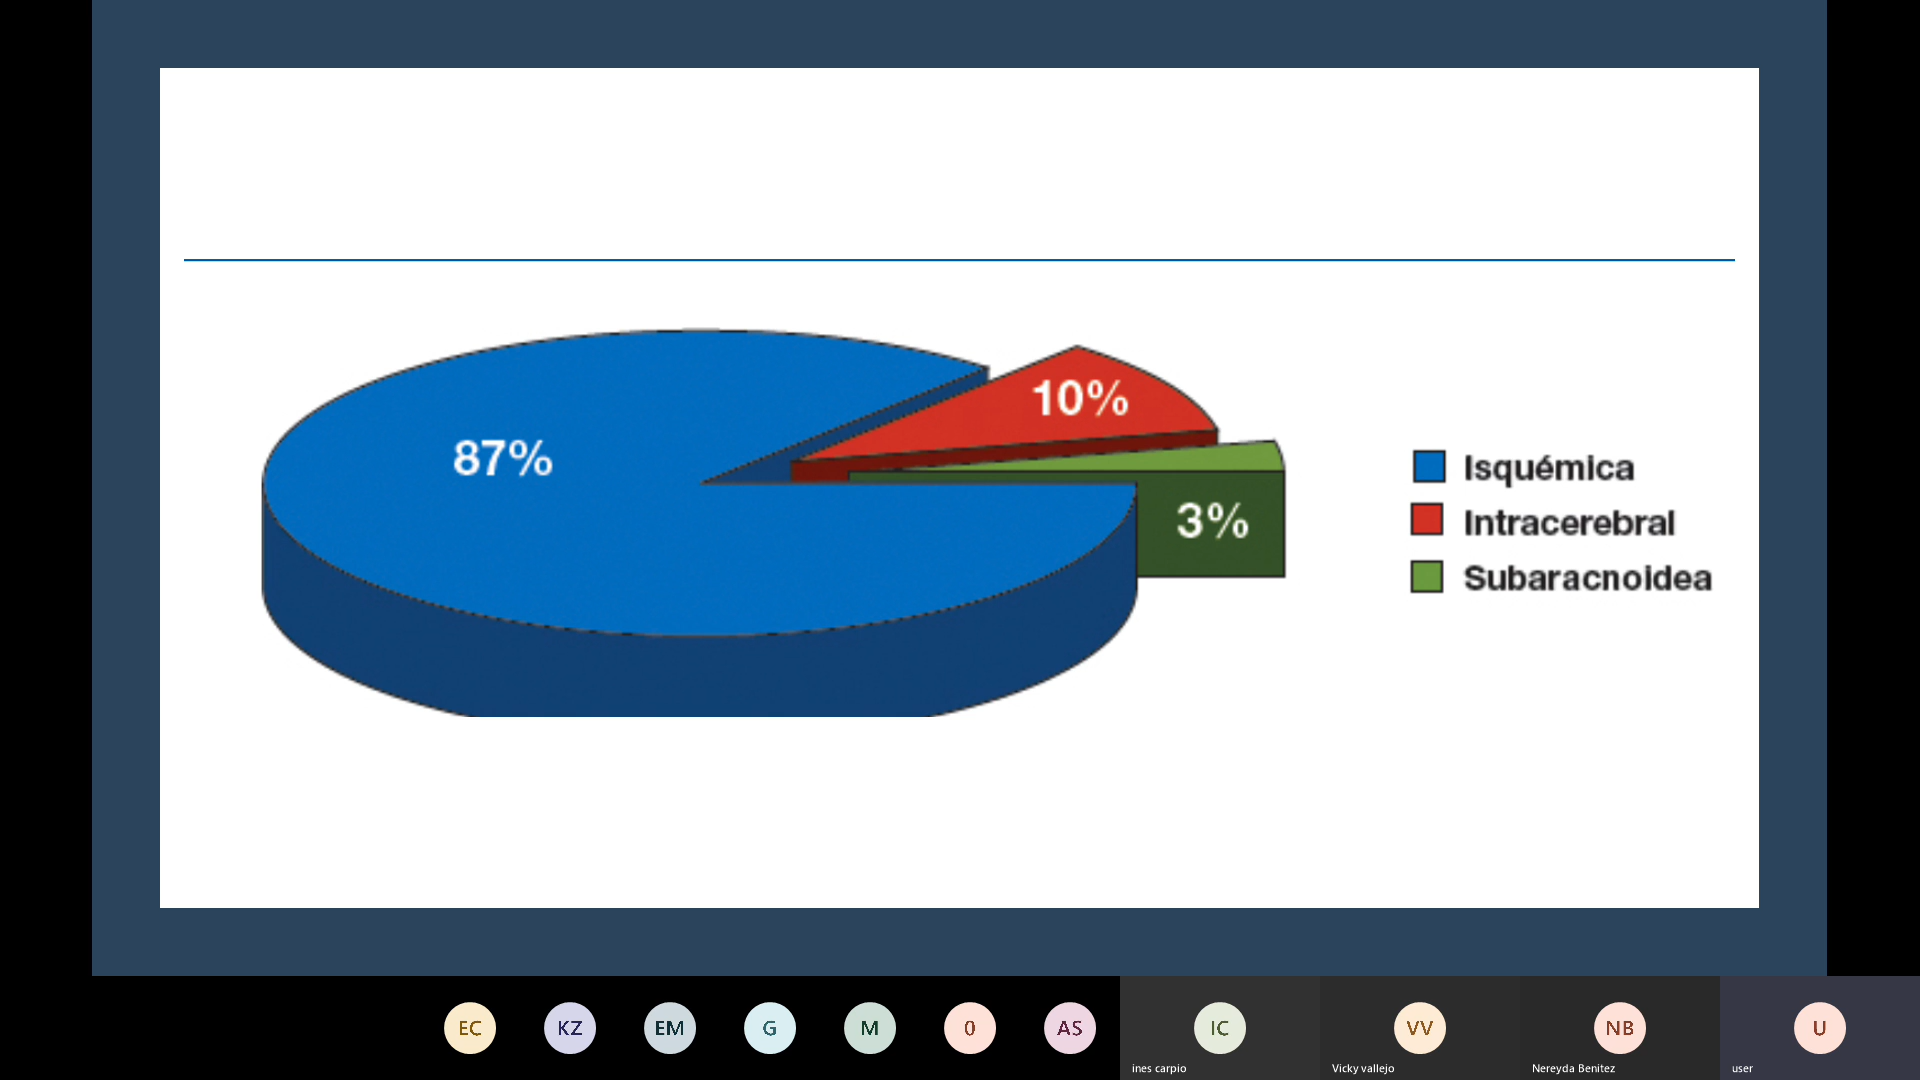 10%
87%
3%
Isquémica
Intracerebral
Subaracnoidea
EC
KZ
EM
G
M
0
AS
IC
VV
NB
U
ines carpio
Vicky vallejo
Nereyda Benitez
user